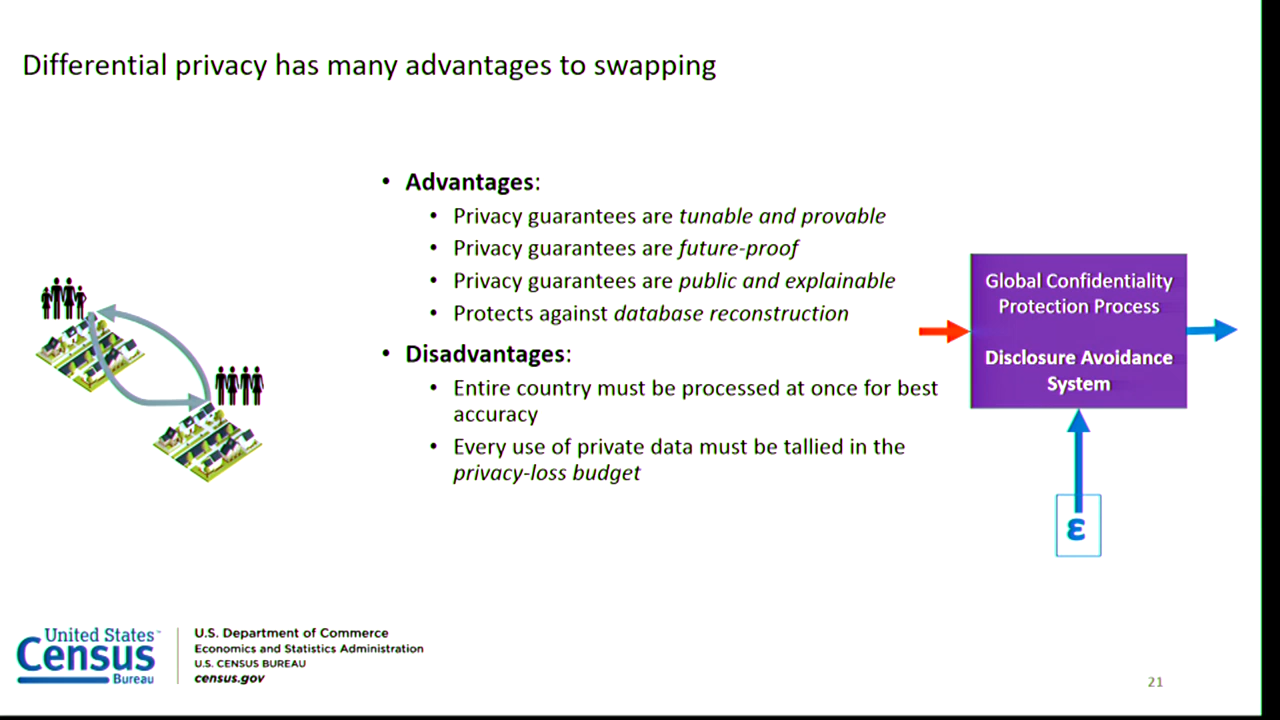 Differential privacy has many advantages to swapping
• Advantages:
• Privacy guarantees are tunable and provable
• Privacy guarantees are future-proof
• Privacy guarantees are public and explainable
• Protects against database reconstruction
• Disadvantages:
• Entire country must be processed at once for best
accuracy
• Every use of private data must be tallied in the
privacy-loss budget
Global Confidentiality
Protection Process
Disclosure Avoidance
System
ε
United States™
Census
Bureau
U.S. Department of Commerce
Economics and Statistics Administration
U.S. CENSUS BUREAU
census.gov
21